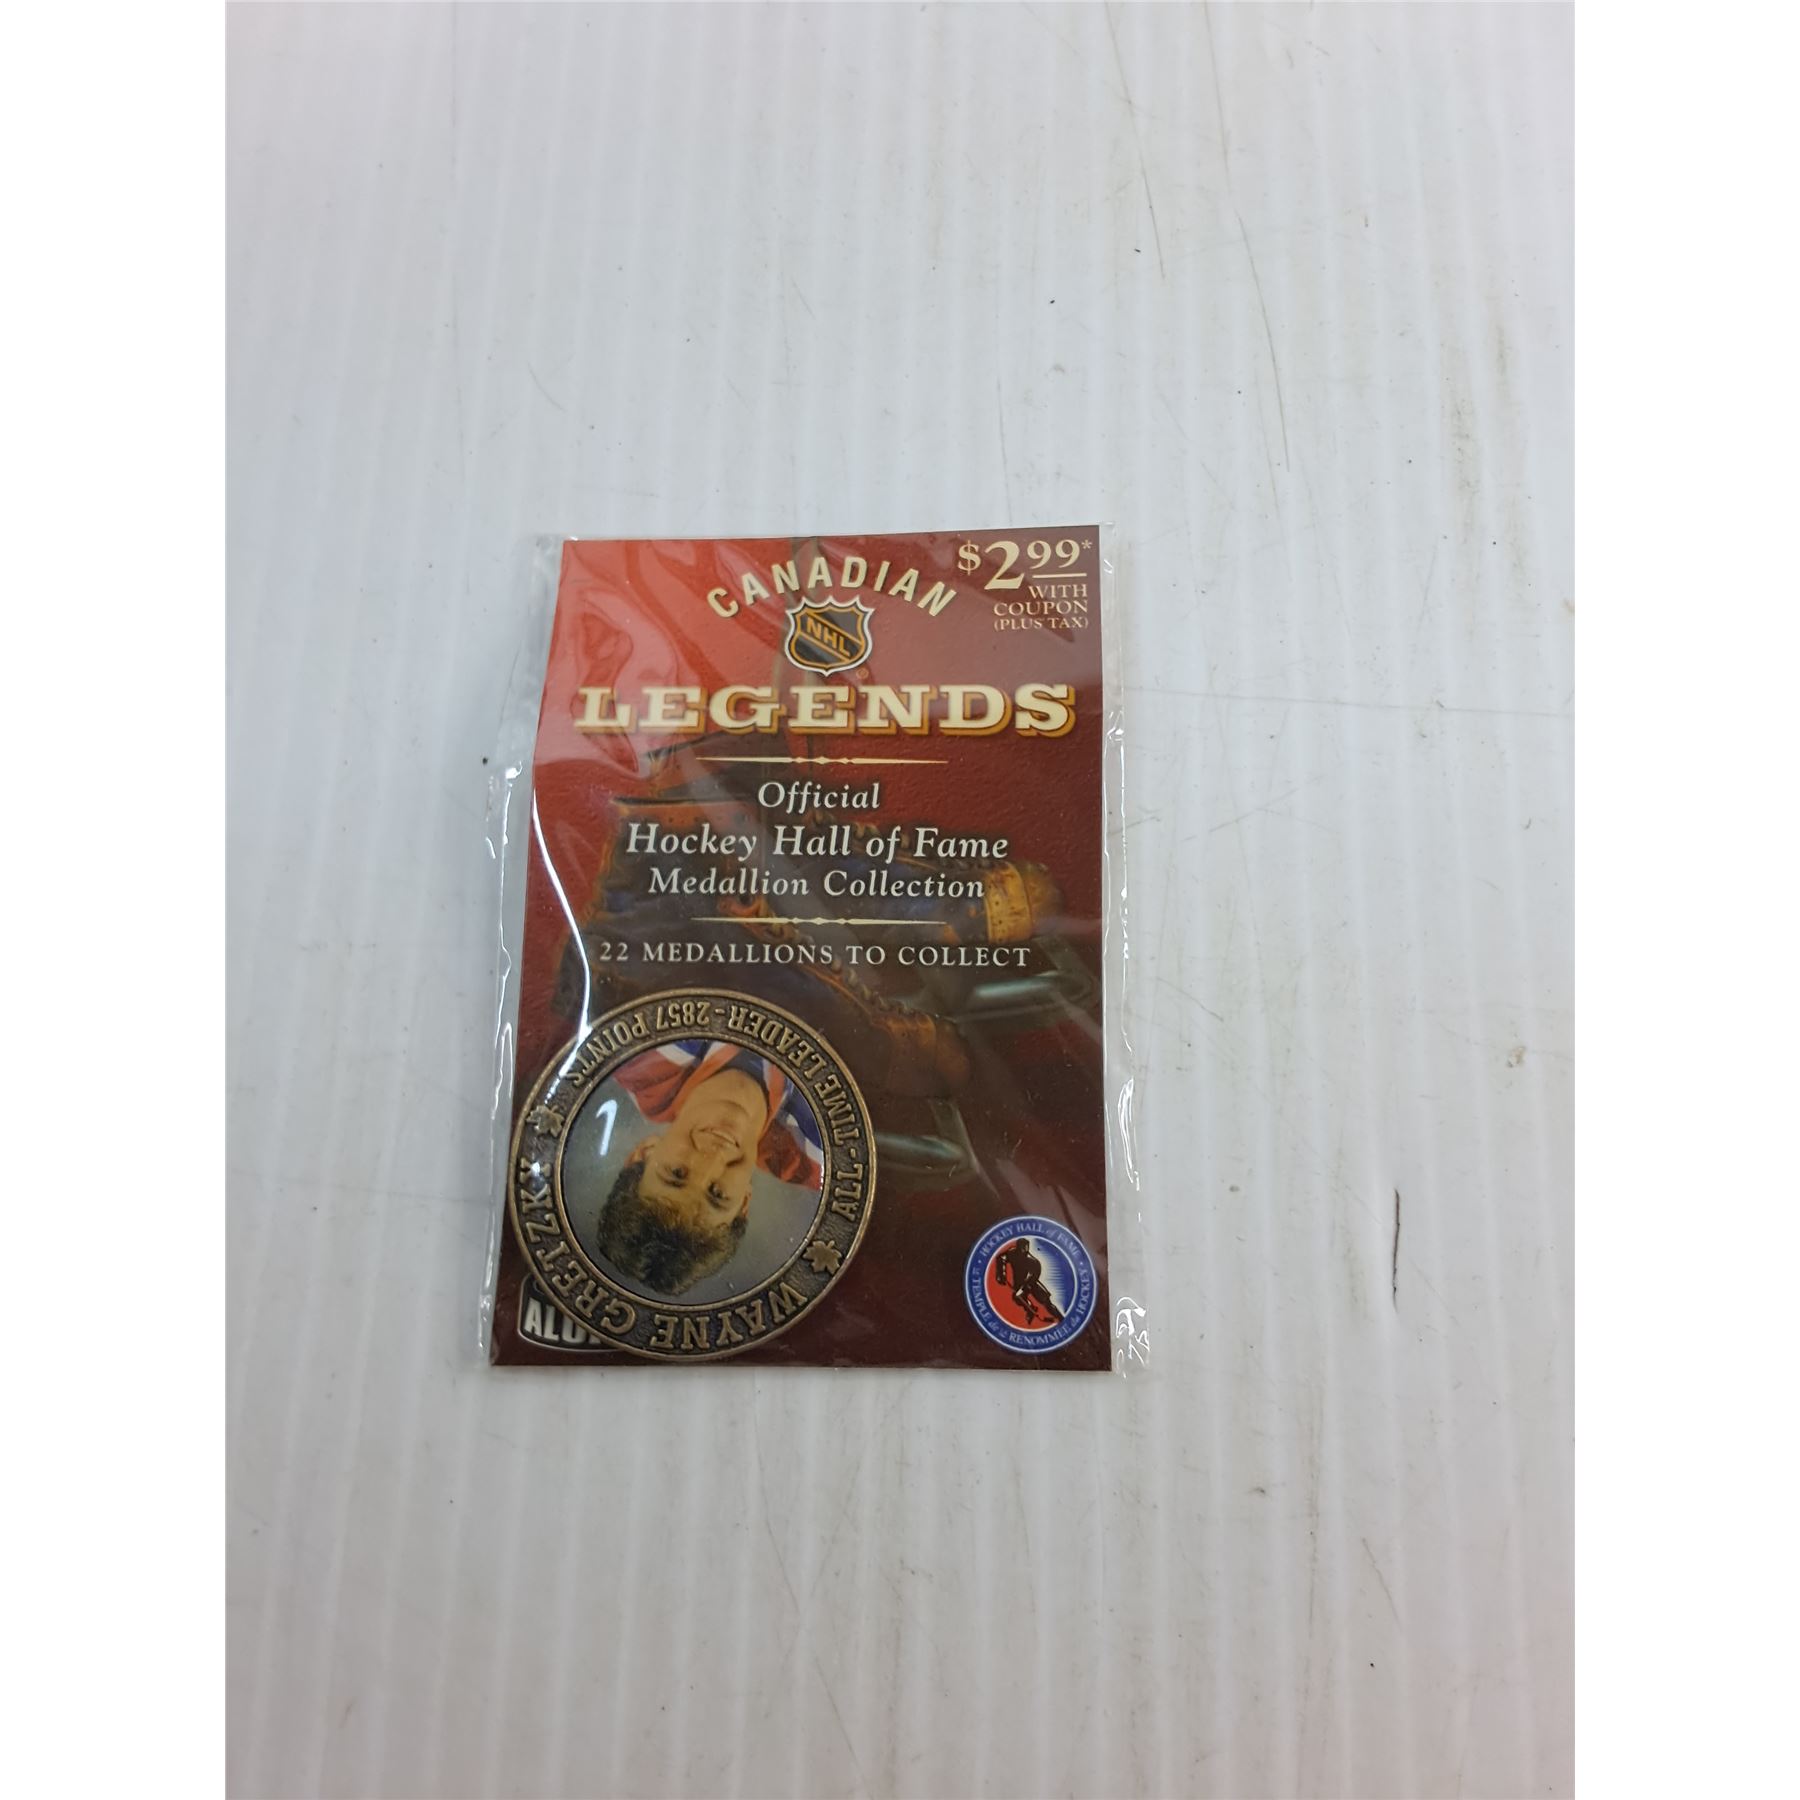 $2.99*
WITH
COUPON
(PLUS TAX)
CANADIAN
NHL
LEGENDS
Official
Hockey Hall of Fame
Medallion Collection
22 MEDALLIONS TO COLLECT
WAYNE GRETZKY
ALL-TIME LEADER - 2857 POINTS
HOCKEY HALL of FAME
TEMPLE de la RENOMMEE du HOCKEY